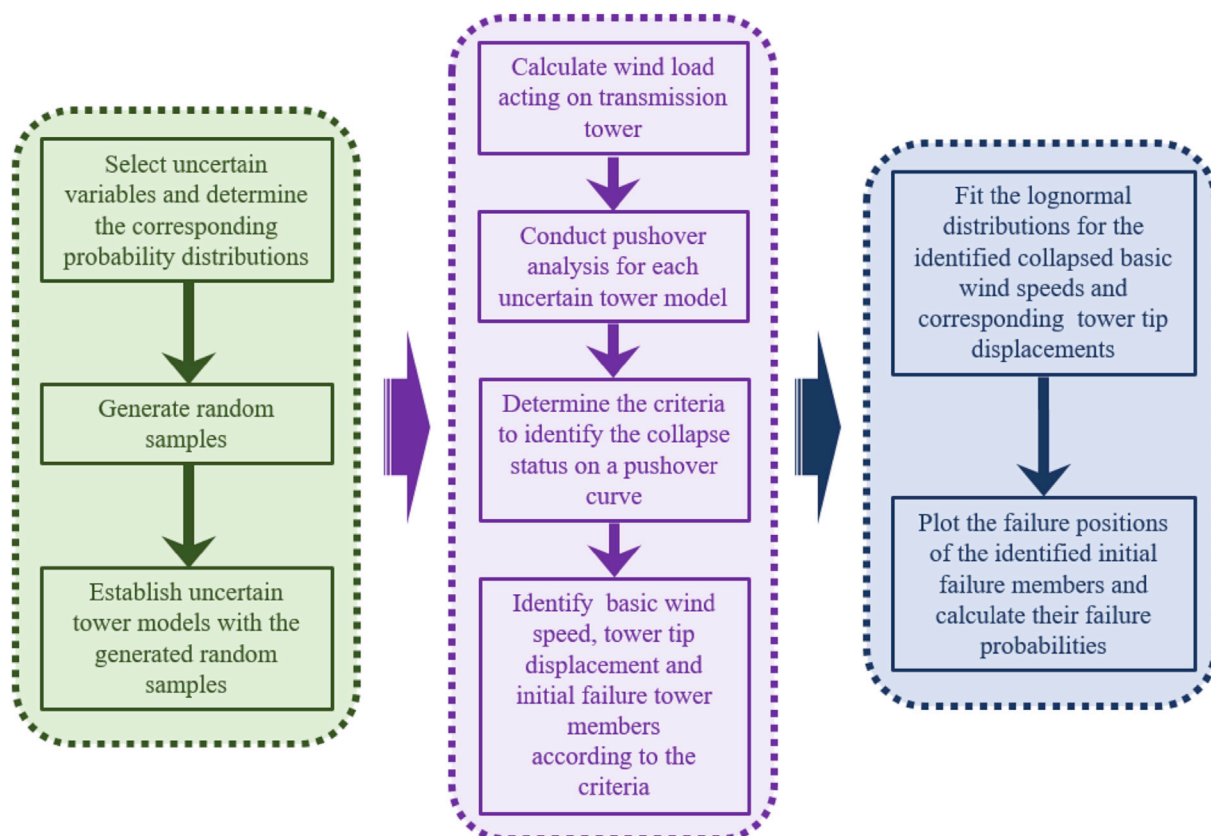 Select uncertain
variables and determine
the corresponding
probability distributions
Generate random
samples
Establish uncertain
tower models with the
generated random
samples
Calculate wind load
acting on transmission
tower
Conduct pushover
analysis for each
uncertain tower model
Determine the criteria
to identify the collapse
status on a pushover
curve
Identify basic wind
speed, tower tip
displacement and
initial failure tower
members
according to the
criteria
Fit the lognormal
distributions for the
identified collapsed basic
wind speeds and
corresponding tower tip
displacements
Plot the failure positions
of the identified initial
failure members and
calculate their failure
probabilities